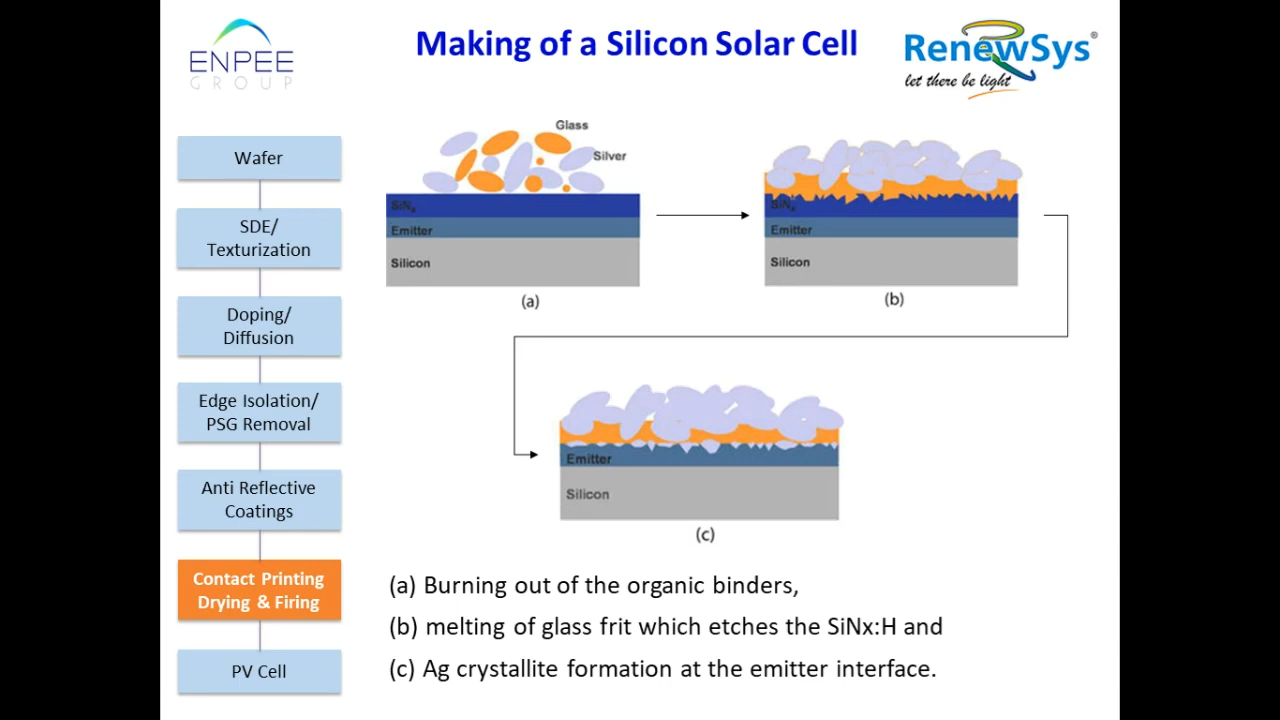 ENPEE
GROUP
Making of a Silicon Solar Cell
RenewSys®
let there be light
Wafer
SDE/
Texturization
Doping/
Diffusion
Edge Isolation/
PSG Removal
Anti Reflective
Coatings
Contact Printing
Drying & Firing
PV Cell
Glass
Silver
SiNx
Emitter
Silicon
(a)
SiNx
Emitter
Silicon
(b)
Emitter
Silicon
(c)
(a) Burning out of the organic binders,
(b) melting of glass frit which etches the SiNx:H and
(c) Ag crystallite formation at the emitter interface.